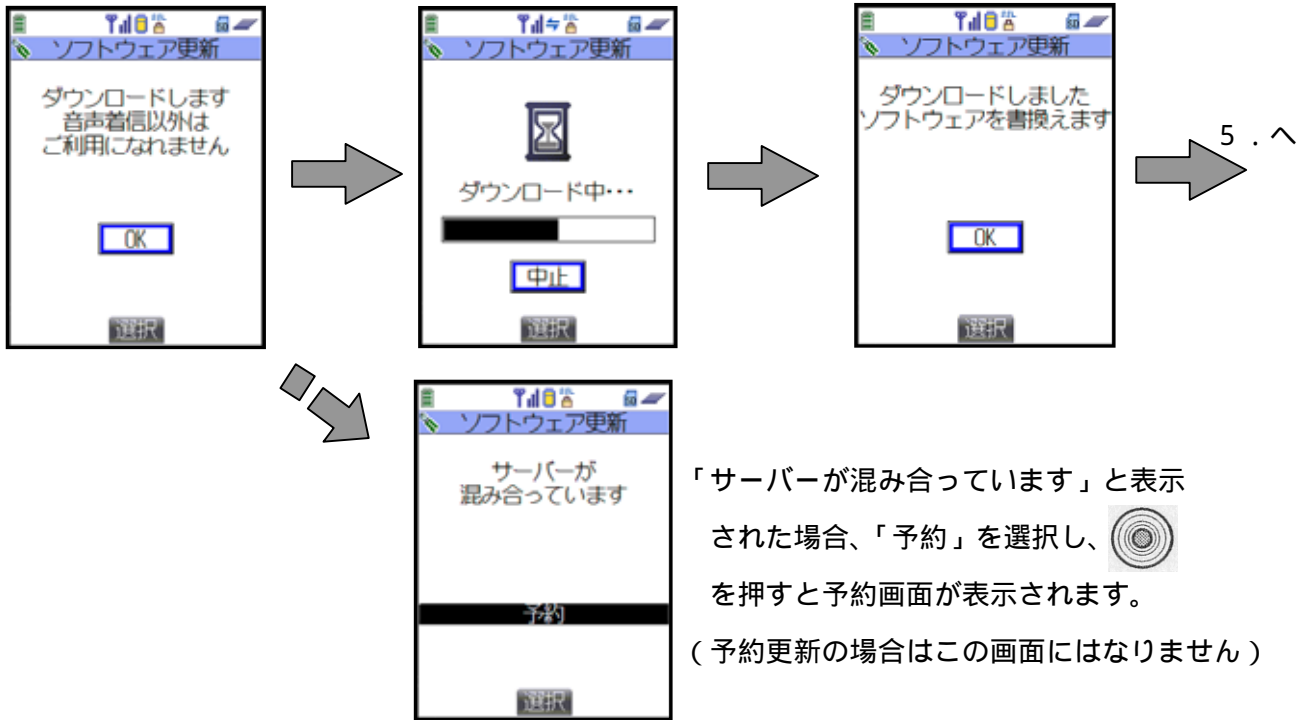 ソフトウェア更新
ダウンロードします
音声着信以外は
ご利用になれません
OK
選択
ソフトウェア更新
ダウンロード中・・・
中止
選択
ソフトウェア更新
ダウンロードしました
ソフトウェアを書換えます
OK
選択
5．へ
ソフトウェア更新
サーバーが
混み合っています
予約
選択
「サーバーが混み合っています」と表示
された場合、「予約」を選択し、
を押すと予約画面が表示されます。
（予約更新の場合はこの画面にはなりません）